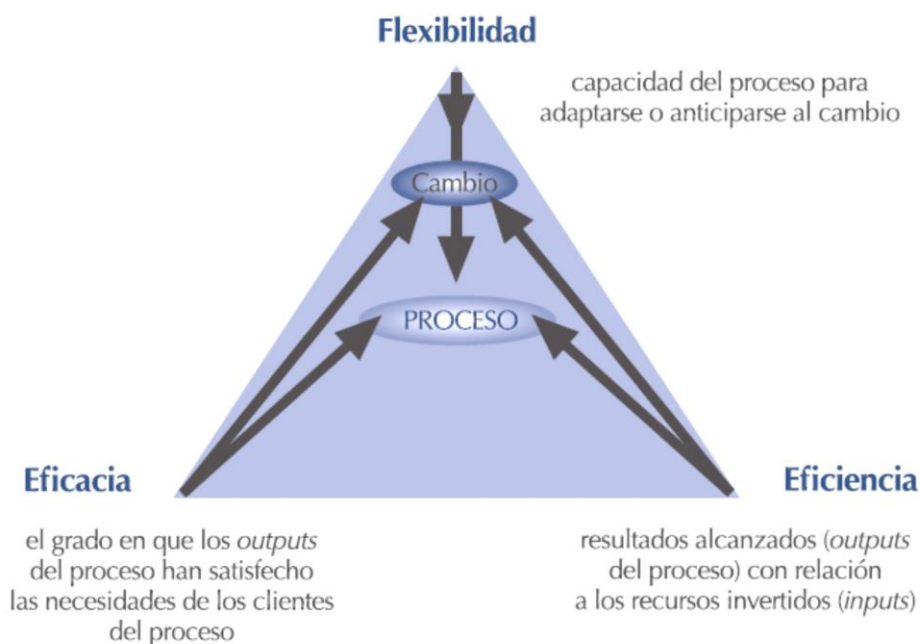 Flexibilidad
capacidad del proceso para
adaptarse o anticiparse al cambio
Cambio
PROCESO
Eficacia
el grado en que los outputs
del proceso han satisfecho
las necesidades de los clientes
del proceso
Eficiencia
resultados alcanzados (outputs
del proceso) con relación
a los recursos invertidos (inputs)